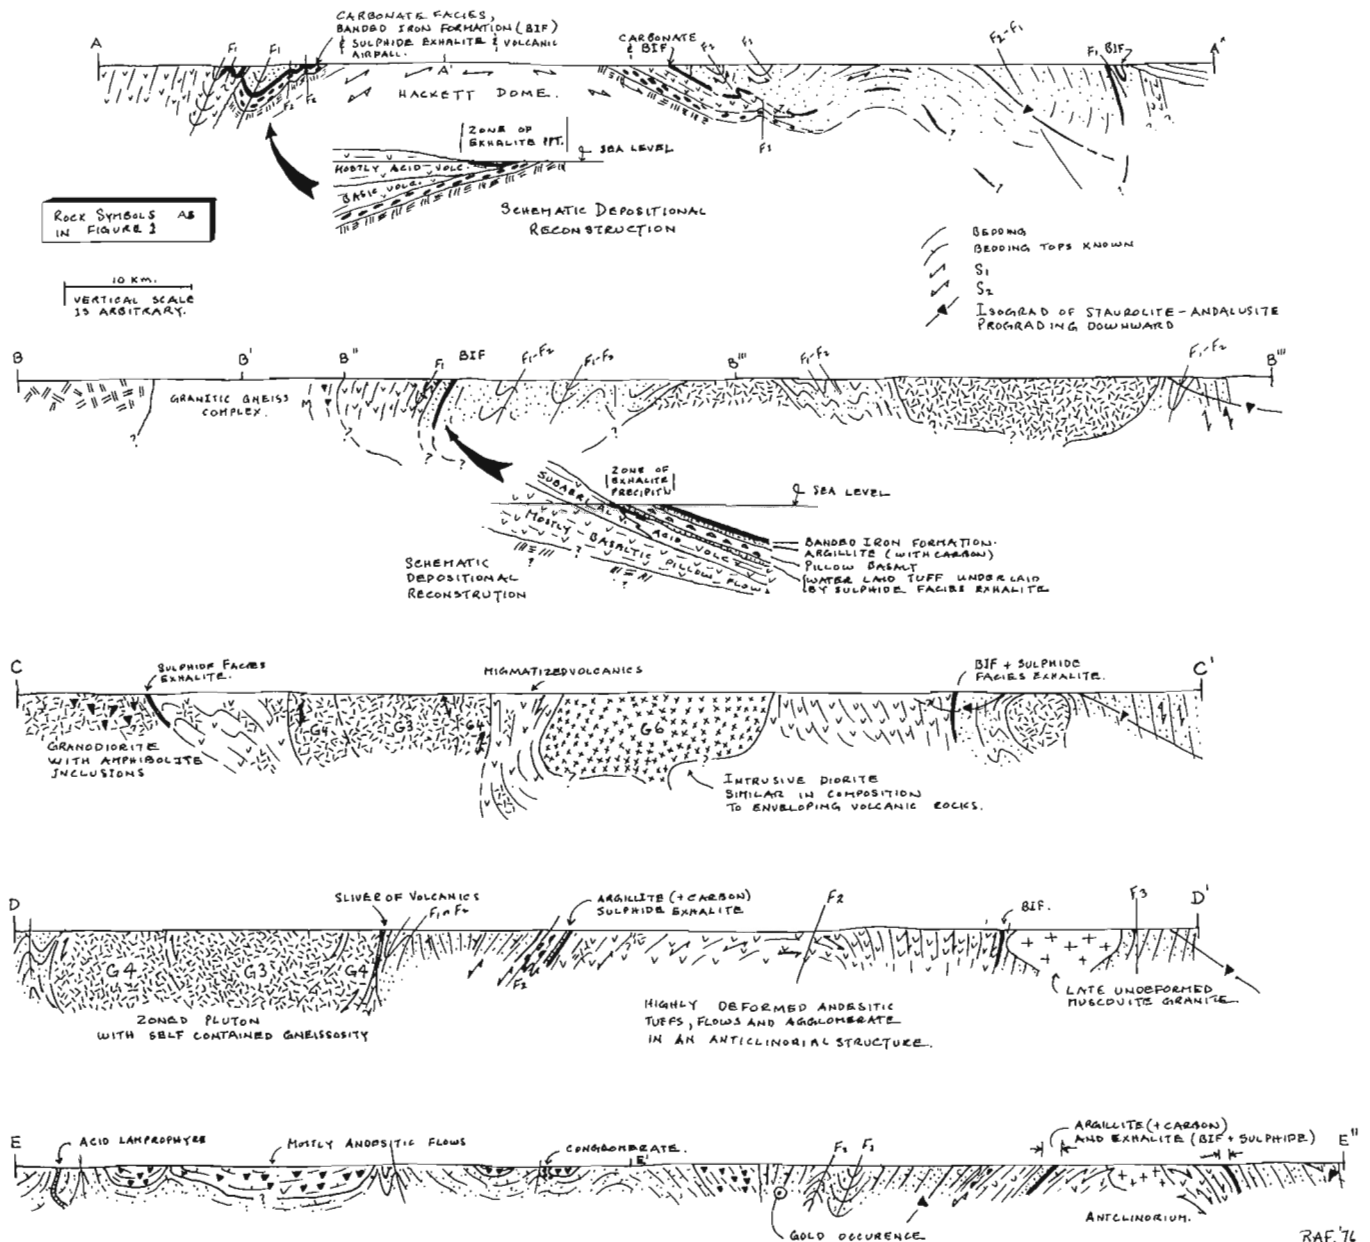 CARBONATE FACIES,
BANDED IRON FORMATION (BIF)
& SULPHIDE EXHALITE & VOLCANIC
AIRFALL.
A
F1
F1
A'
CARBONATE
& BIF
F2
F1
F2-F1
F1
BIF
A"
F2
F2
HACKETT DOME.
F3
ZONE OF
EXHALITE PPT.
SEA LEVEL
MOSTLY ACID VOLC.
BASIC VOLC.
SCHEMATIC DEPOSITIONAL
RECONSTRUCTION
ROCK SYMBOLS AS
IN FIGURE 2
10 KM.
VERTICAL SCALE
IS ARBITRARY.
BEDDING
BEDDING TOPS KNOWN
S1
S2
ISOGRAD OF STAUROLITE-ANDALUSITE
PROGRADING DOWNWARD
B
B'
B"
F1
BIF
F1-F2
F1-F2
B'''
F1-F2
F1-F2
B'''
GRANITIC GNEISS
COMPLEX.
M
ZONE OF
EXHALITE
PRECIPITN
SEA LEVEL
SUBAERIAL ACID VOLC
MOSTLY BASALTIC PILLOW FLOWS
BANDED IRON FORMATION.
ARGILLITE (WITH CARBON)
PILLOW BASALT
WATER LAID TUFF UNDERLAID
BY SULPHIDE FACIES EXHALITE
SCHEMATIC
DEPOSITIONAL
RECONSTRUTION
C
SULPHIDE FACIES
EXHALITE.
MIGMATIZED VOLCANICS
BIF + SULPHIDE
FACIES EXHALITE.
C'
G4
G3
G4
G6
GRANODIORITE
WITH AMPHIBOLITE
INCLUSIONS
INTRUSIVE DIORITE
SIMILAR IN COMPOSITION
TO ENVELOPING VOLCANIC ROCKS.
D
SLIVER OF VOLCANICS
F1 F2
ARGILLITE (+ CARBON)
SULPHIDE EXHALITE
F2
BIF.
F3
D'
G4
G3
G4
F2
ZONED PLUTON
WITH SELF CONTAINED GNEISSOSITY
HIGHLY DEFORMED ANDESITIC
TUFFS, FLOWS AND AGGLOMERATE
IN AN ANTICLINORIAL STRUCTURE.
LATE UNDEFORMED
MUSCOVITE GRANITE.
E
ACID LAMPROPHYRE
MOSTLY ANDESITIC FLOWS
CONGLOMERATE.
E'
F2
F3
ARGILLITE (+ CARBON)
AND EXHALITE (BIF + SULPHIDE)
E"
GOLD OCCURENCE
ANTCLINORIUM.
RAF. '76